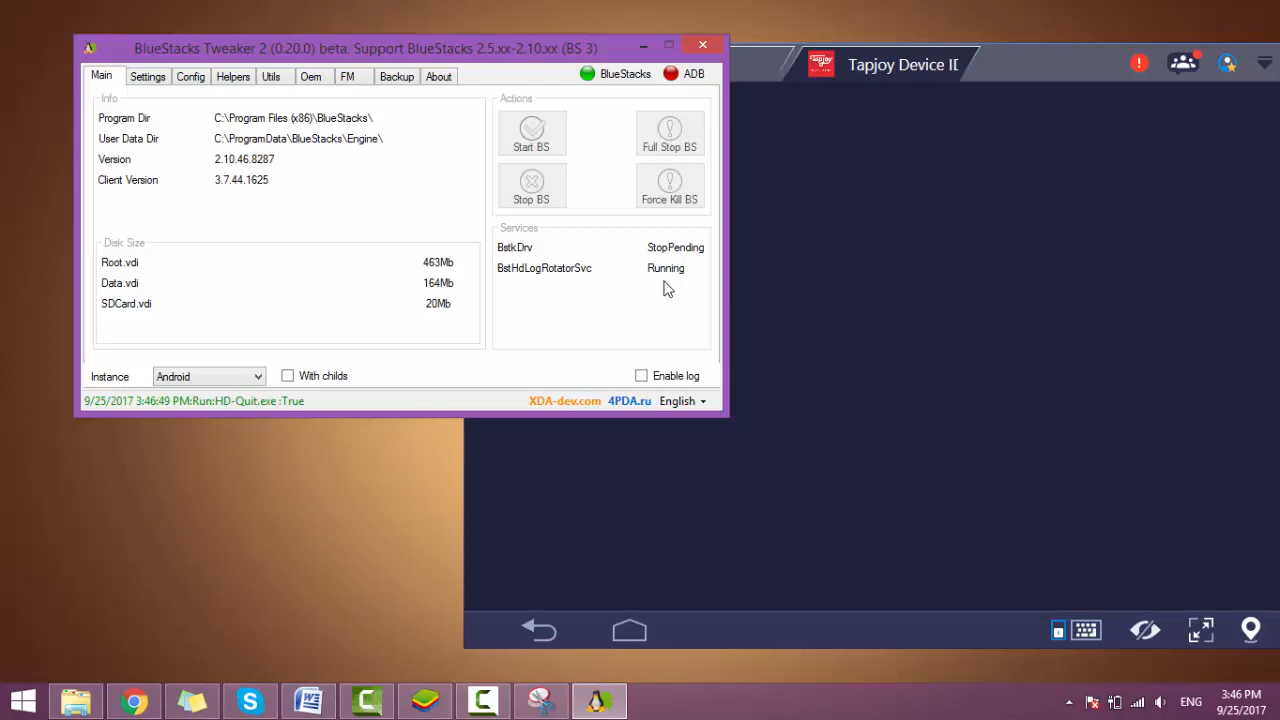 BlueStacks Tweaker 2 (0.20.0) beta. Support BlueStacks 2.5.xx-2.10.xx (BS 3)
Tapjoy Device ID
Main Settings Config Helpers Utils Oem FM Backup About
BlueStacks ADB
Info
Program Dir C:\Program Files (x86)\BlueStacks\
User Data Dir C:\ProgramData\BlueStacks\Engine\
Version 2.10.46.8287
Client Version 3.7.44.1625
Actions
Start BS Full Stop BS
Stop BS Force Kill BS
Disk Size
Root.vdi 463Mb
Data.vdi 164Mb
SDCard.vdi 20Mb
Services
BstkDrv StopPending
BstHdLogRotatorSvc Running
Instance Android With childs Enable log
9/25/2017 3:46:49 PM:Run:HD-Quit.exe :True XDA-dev.com 4PDA.ru English
ENG
3:46 PM
9/25/2017